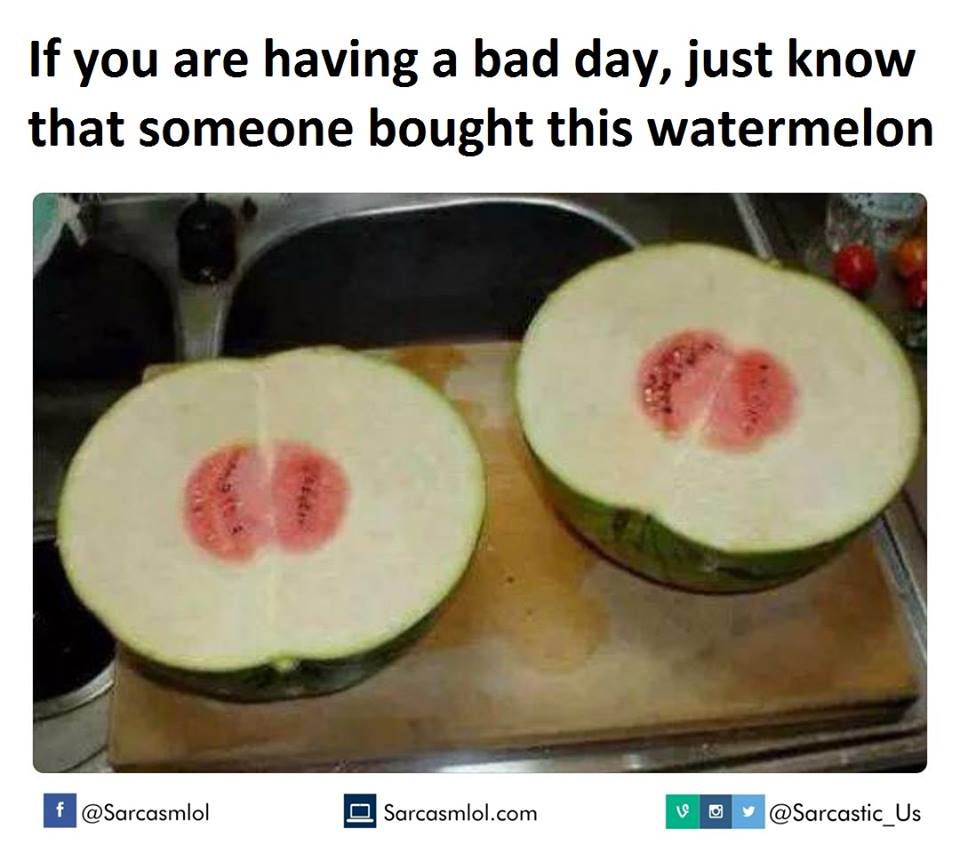 If you are having a bad day, just know
that someone bought this watermelon
@Sarcasmlol Sarcasmlol.com @Sarcastic_Us